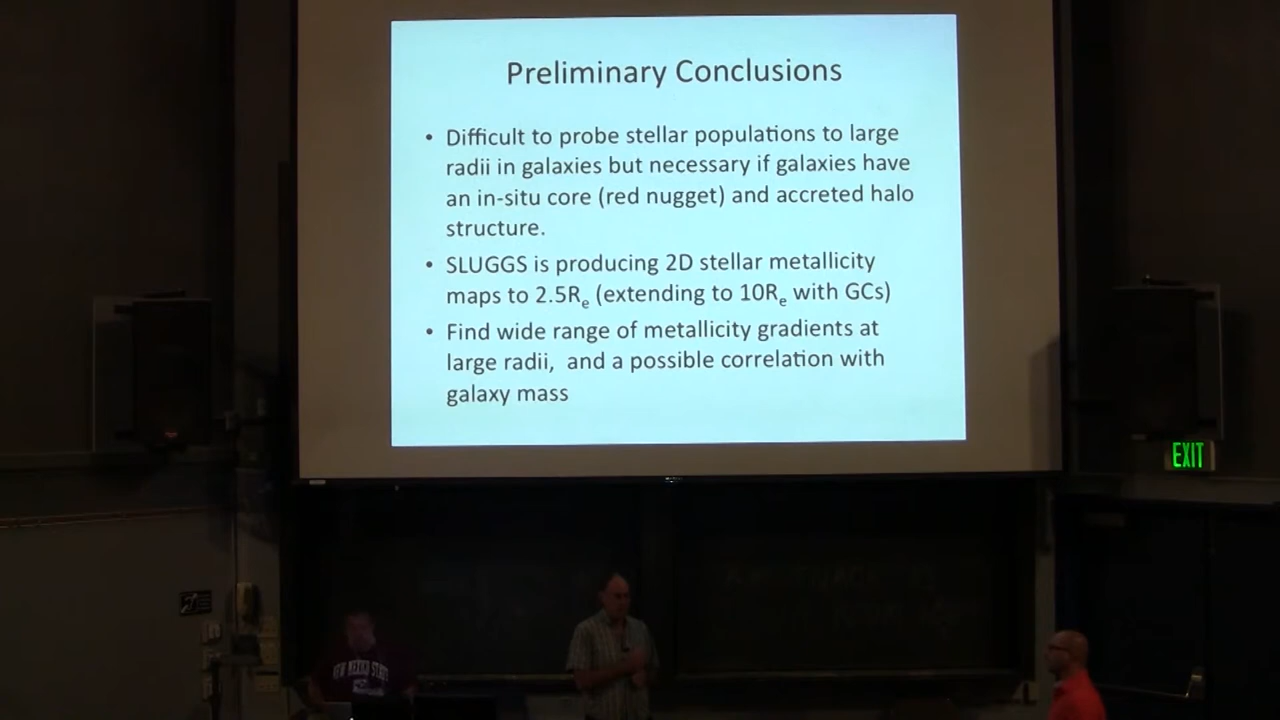 Preliminary Conclusions
• Difficult to probe stellar populations to large
radii in galaxies but necessary if galaxies have
an in-situ core (red nugget) and accreted halo
structure.
• SLUGGS is producing 2D stellar metallicity
maps to 2.5Re (extending to 10Re with GCs)
• Find wide range of metallicity gradients at
large radii,  and a possible correlation with
galaxy mass
EXIT
NEW MEXICO STATE